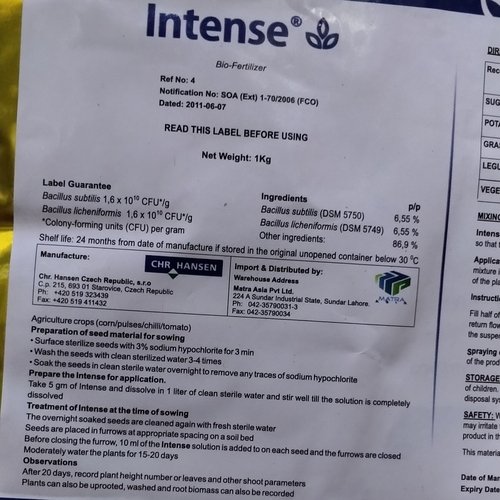 Intense®
Bio-Fertilizer
Ref No: 4
Notification No: SOA (Ext) 1-70/2006 (FCO)
Dated: 2011-06-07
READ THIS LABEL BEFORE USING
Net Weight: 1Kg
Label Guarantee
Bacillus subtilis 1,6 x 10¹⁰ CFU*/g
Bacillus licheniformis 1,6 x 10¹⁰ CFU*/g
*Colony-forming units (CFU) per gram
Ingredients p/p
Bacillus subtilis (DSM 5750) 6,55 %
Bacillus licheniformis (DSM 5749) 6,55 %
Other ingredients: 86,9 %
Shelf life: 24 months from date of manufacture if stored in the original unopened container below 30 ⁰C
Manufacture:
CHR HANSEN
Chr. Hansen Czech Republic, s.r.o
C.p. 215, 693 01 Starovice, Czech Republic
Ph: +420 519 323439
Fax: +420 519 411432
Import & Distributed by:
Warehouse Address
Matra Asia Pvt Ltd.
224 A Sundar Industrial State, Sundar Lahore.
Ph: 042-35790031-3
Fax: 042-35790034
MATRA
Agriculture crops (corn/pulses/chilli/tomato)
Preparation of seed material for sowing
• Surface sterilize seeds with 3% sodium hypochlorite for 3 min
• Wash the seeds with clean sterilized water 3-4 times
• Soak the seeds in clean sterile water overnight to remove any traces of sodium hypochlorite
Prepare the Intense for application.
Take 5 gm of Intense and dissolve in 1 liter of clean sterile water and stir well till the solution is completely
dissolved
Treatment of Intense at the time of sowing
The overnight soaked seeds are cleaned again with fresh sterile water
Seeds are placed in furrows at appropriate spacing on a soil bed
Before closing the furrow, 10 ml of the Intense solution is added to on each seed and the furrows are closed
Moderately water the plants for 15-20 days
Observations
After 20 days, record plant height number or leaves and other shoot parameters
Plants can also be uprooted, washed and root biomass can also be recorded
DIR
Rec
SUG
POT
GRA
LEGU
VEGE
MIXING
Intens
so that
Applica
mixture
of the pla
Instruct
Fill half of
return flow
the suspe
spraying
of the prod
STORAGE
of children.
disposal sys
SAFETY: W
may irritate
This materia
Date of Ma
Expiry Date